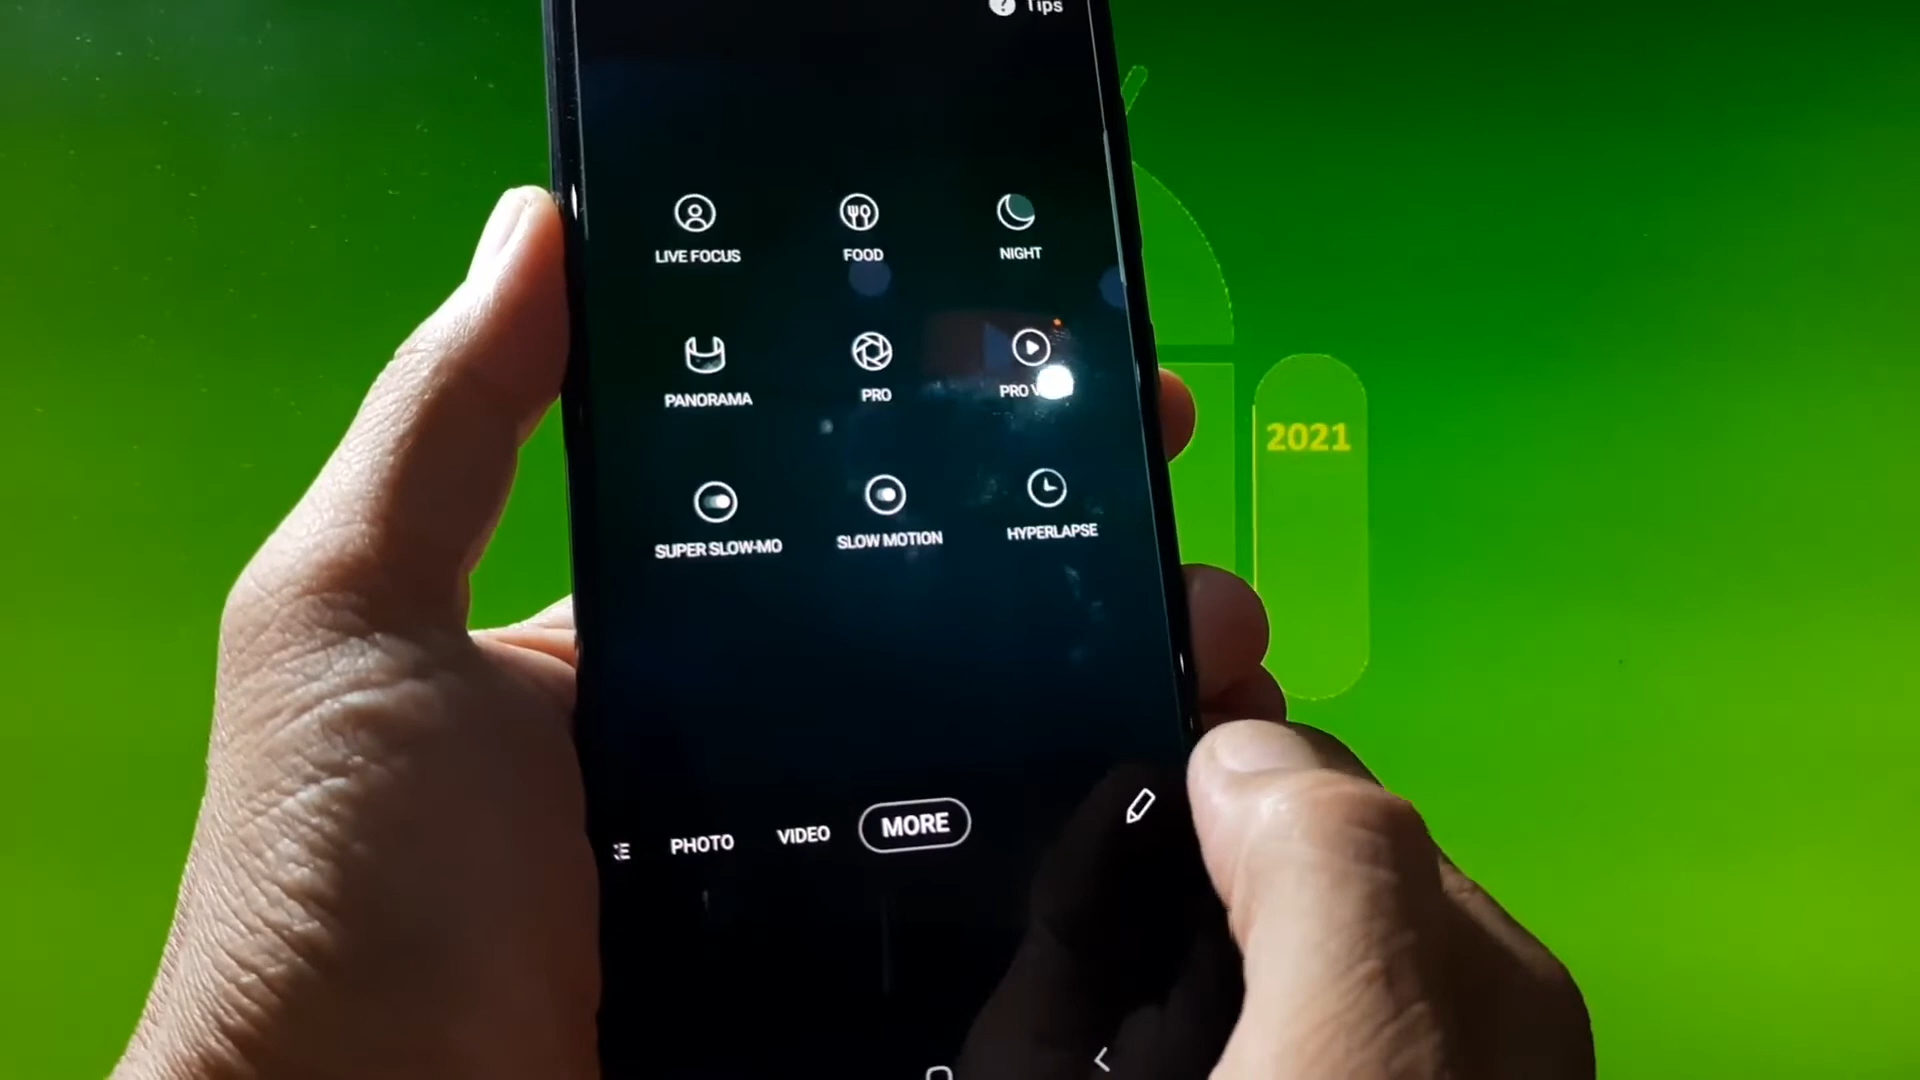 Tips
LIVE FOCUS
FOOD
NIGHT
PANORAMA
PRO
PRO
SUPER SLOW-MO
SLOW MOTION
HYPERLAPSE
2021
PHOTO
VIDEO
MORE